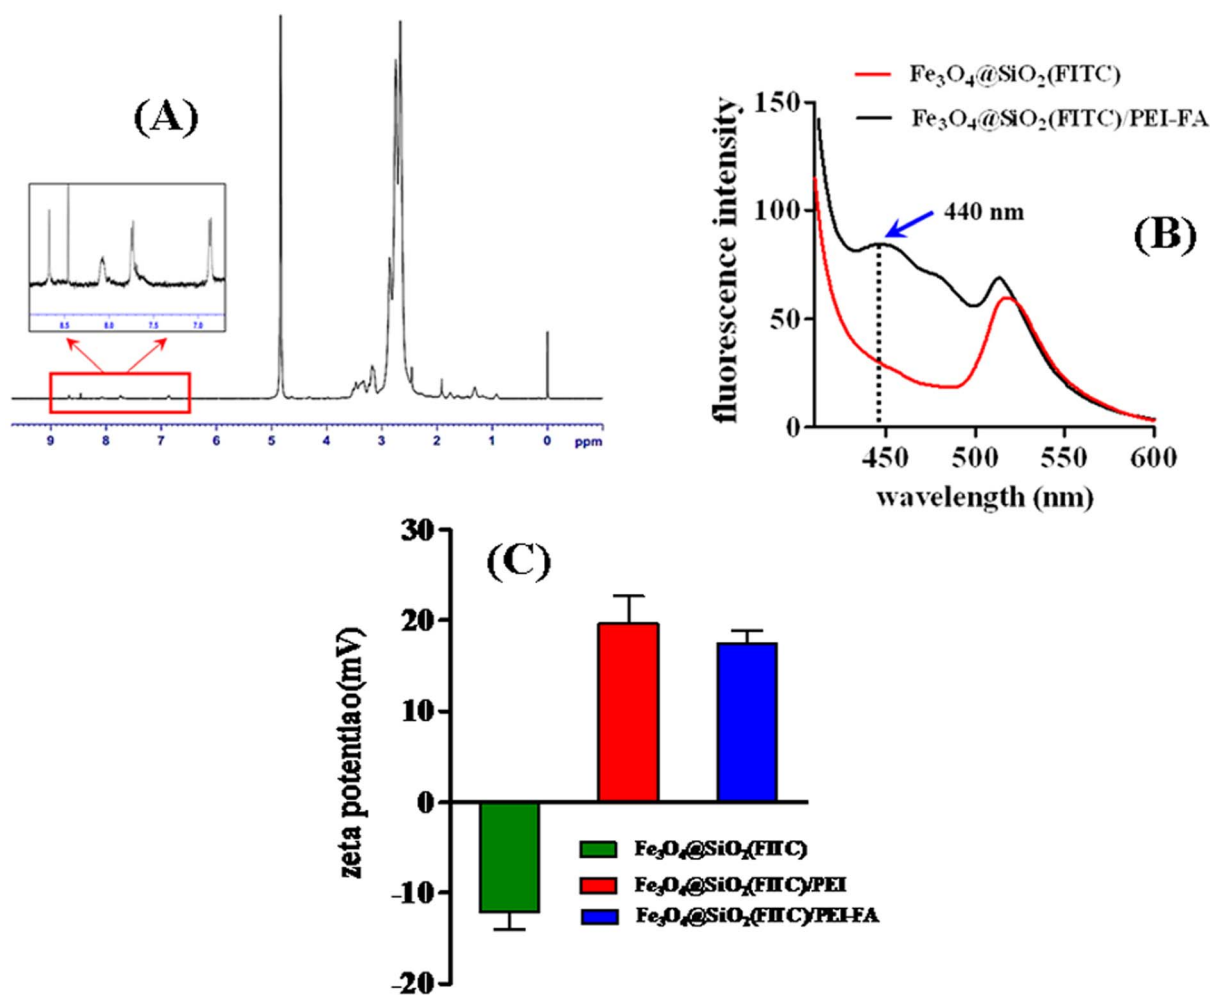 (A)
8.5 8.0 7.5 7.0
9 8 7 6 5 4 3 2 1 0 ppm
Fe₃O₄@SiO₂(FITC)
Fe₃O₄@SiO₂(FITC)/PEI-FA
(B)
440 nm
fluorescence intensity
150
100
50
0
450 500 550 600
wavelength (nm)
(C)
zeta potentiao(mV)
30
20
10
0
-10
-20
Fe₃O₄@SiO₂(FITC)
Fe₃O₄@SiO₂(FITC)/PEI
Fe₃O₄@SiO₂(FITC)/PEI-FA